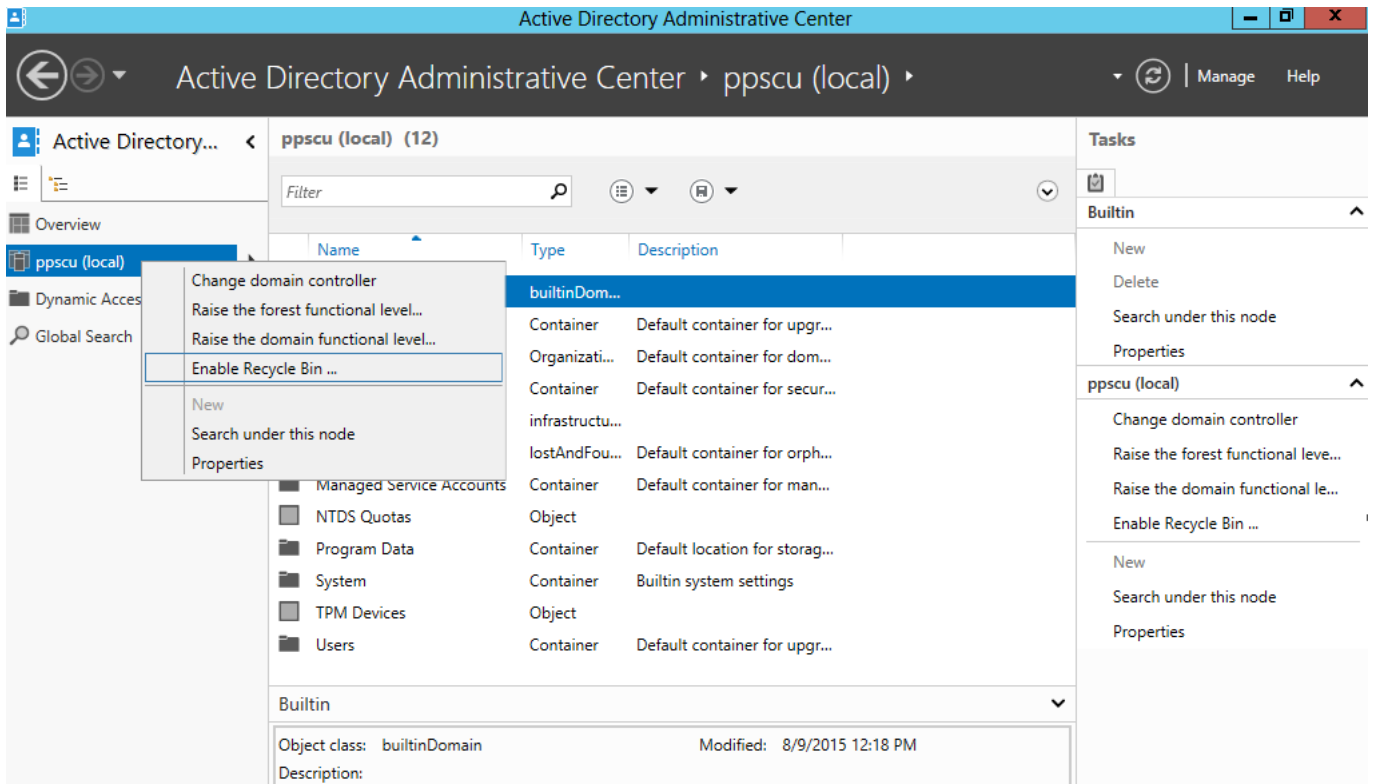 Active Directory Administrative Center
Active Directory Administrative Center ‣ ppscu (local) ‣
Manage Help
Active Directory...
Overview
ppscu (local)
Dynamic Acces
Global Search
Change domain controller
Raise the forest functional level...
Raise the domain functional level...
Enable Recycle Bin ...
New
Search under this node
Properties
ppscu (local) (12)
Filter
Name Type Description
builtinDom...
Container Default container for upgr...
Organizati... Default container for dom...
Container Default container for secur...
infrastructu...
lostAndFou... Default container for orph...
Managed Service Accounts Container Default container for man...
NTDS Quotas Object
Program Data Container Default location for storag...
System Container Builtin system settings
TPM Devices Object
Users Container Default container for upgr...
Builtin
Object class: builtinDomain Modified: 8/9/2015 12:18 PM
Description:
Tasks
Builtin
New
Delete
Search under this node
Properties
ppscu (local)
Change domain controller
Raise the forest functional leve...
Raise the domain functional le...
Enable Recycle Bin ...
New
Search under this node
Properties